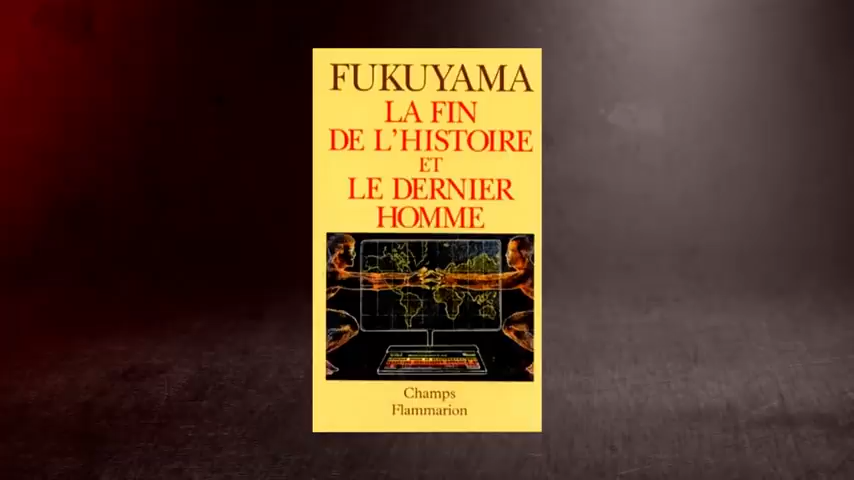 FUKUYAMA
LA FIN
DE L'HISTOIRE
ET
LE DERNIER
HOMME
Champs
Flammarion